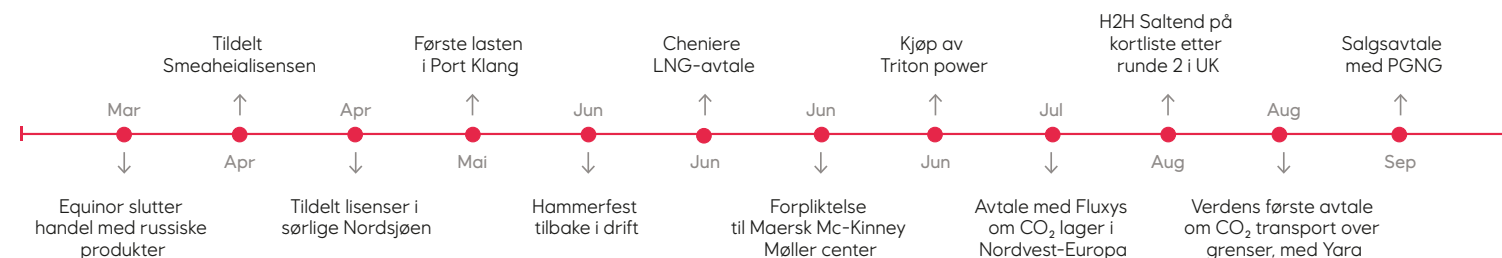 Mar
Equinor slutter
handel med russiske
produkter
Tildelt
Smeaheialisensen
Apr
Apr
Tildelt lisenser i
sørlige Nordsjøen
Første lasten
i Port Klang
Mai
Jun
Hammerfest
tilbake i drift
Cheniere
LNG-avtale
Jun
Jun
Forpliktelse
til Maersk Mc-Kinney
Møller center
Kjøp av
Triton power
Jun
Jul
Avtale med Fluxys
om CO₂ lager i
Nordvest-Europa
H2H Saltend på
kortliste etter
runde 2 i UK
Aug
Aug
Verdens første avtale
om CO₂ transport over
grenser, med Yara
Salgsavtale
med PGNG
Sep